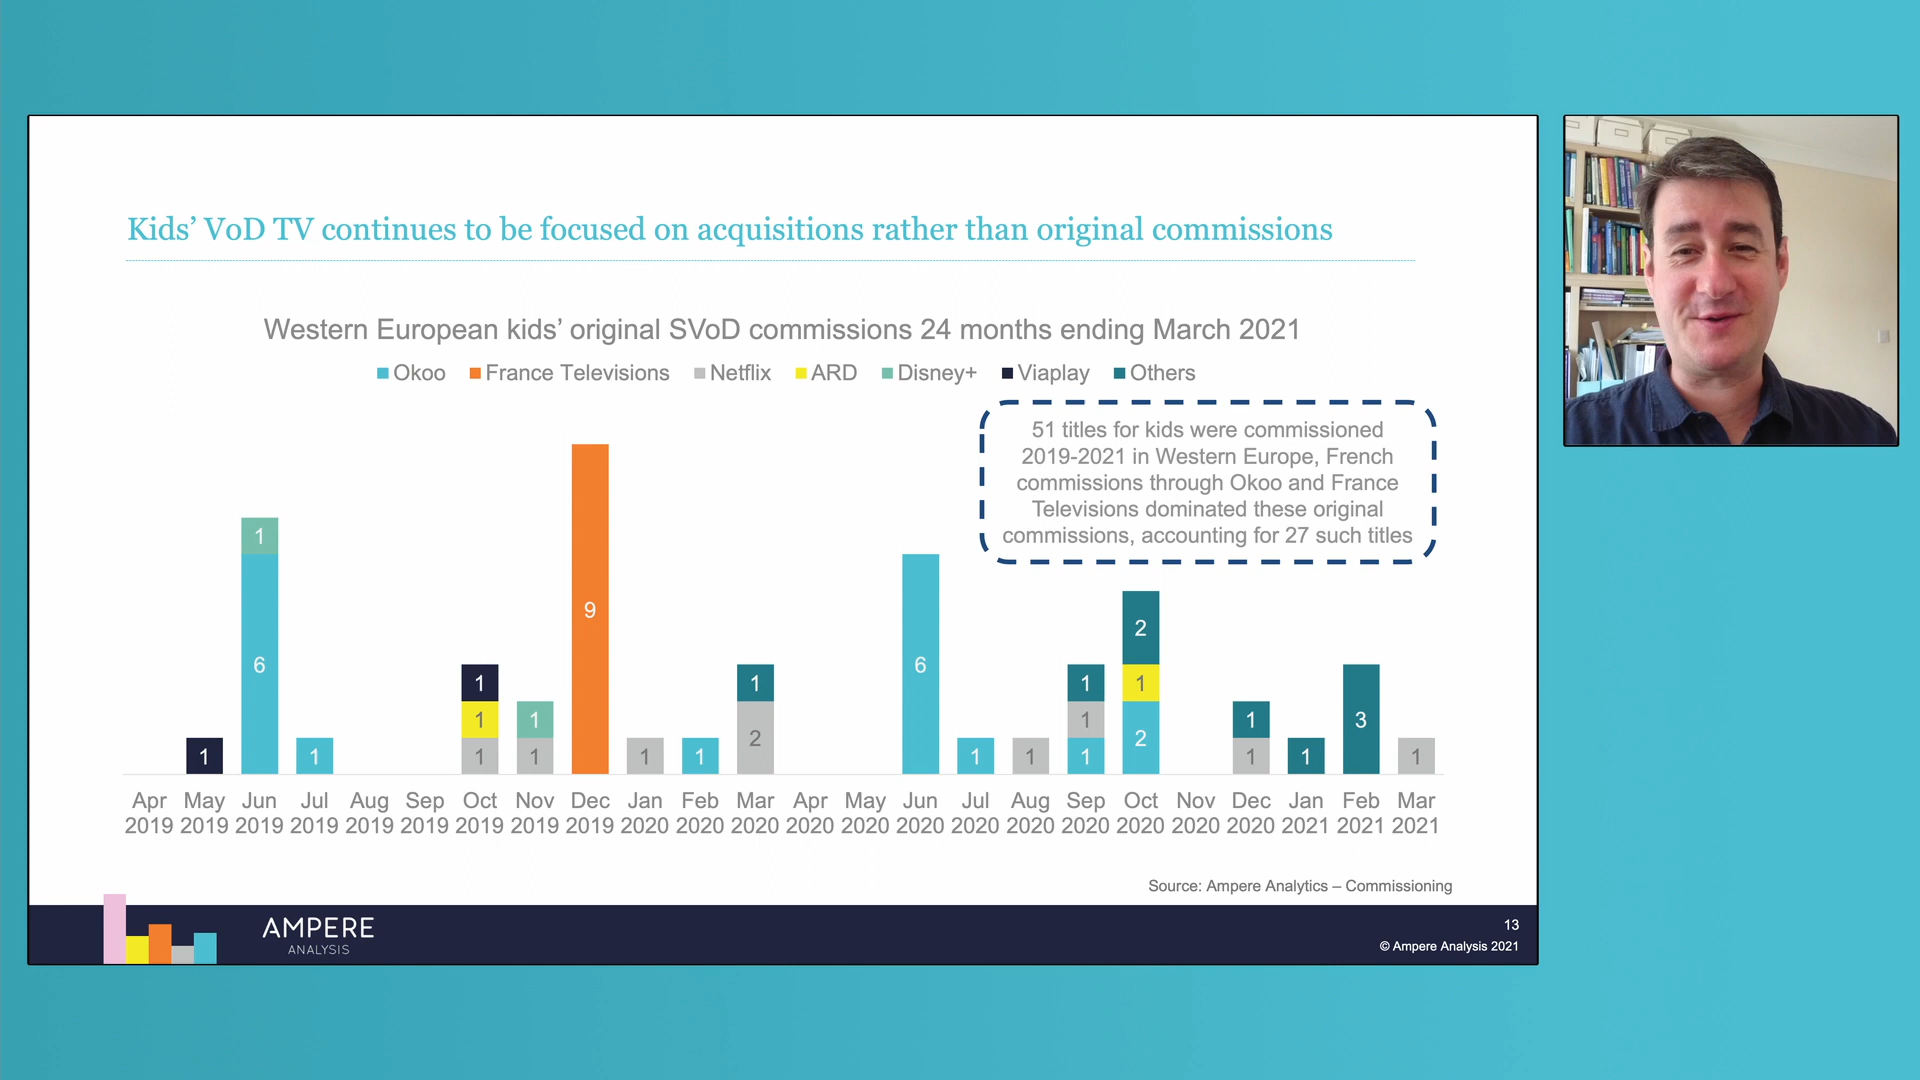 Kids’ VoD TV continues to be focused on acquisitions rather than original commissions
Western European kids’ original SVoD commissions 24 months ending March 2021
Okoo France Televisions Netflix ARD Disney+ Viaplay Others
51 titles for kids were commissioned
2019-2021 in Western Europe, French
commissions through Okoo and France
Televisions dominated these original
commissions, accounting for 27 such titles
1
6
1
1
1
1
1
1
1
9
1
1
1
2
6
1
1
1
1
1
2
1
2
1
1
1
3
1
Apr May Jun Jul Aug Sep Oct Nov Dec Jan Feb Mar Apr May Jun Jul Aug Sep Oct Nov Dec Jan Feb Mar
2019 2019 2019 2019 2019 2019 2019 2019 2019 2020 2020 2020 2020 2020 2020 2020 2020 2020 2020 2020 2020 2021 2021 2021
Source: Ampere Analytics – Commissioning
AMPERE
ANALYSIS
13
© Ampere Analysis 2021